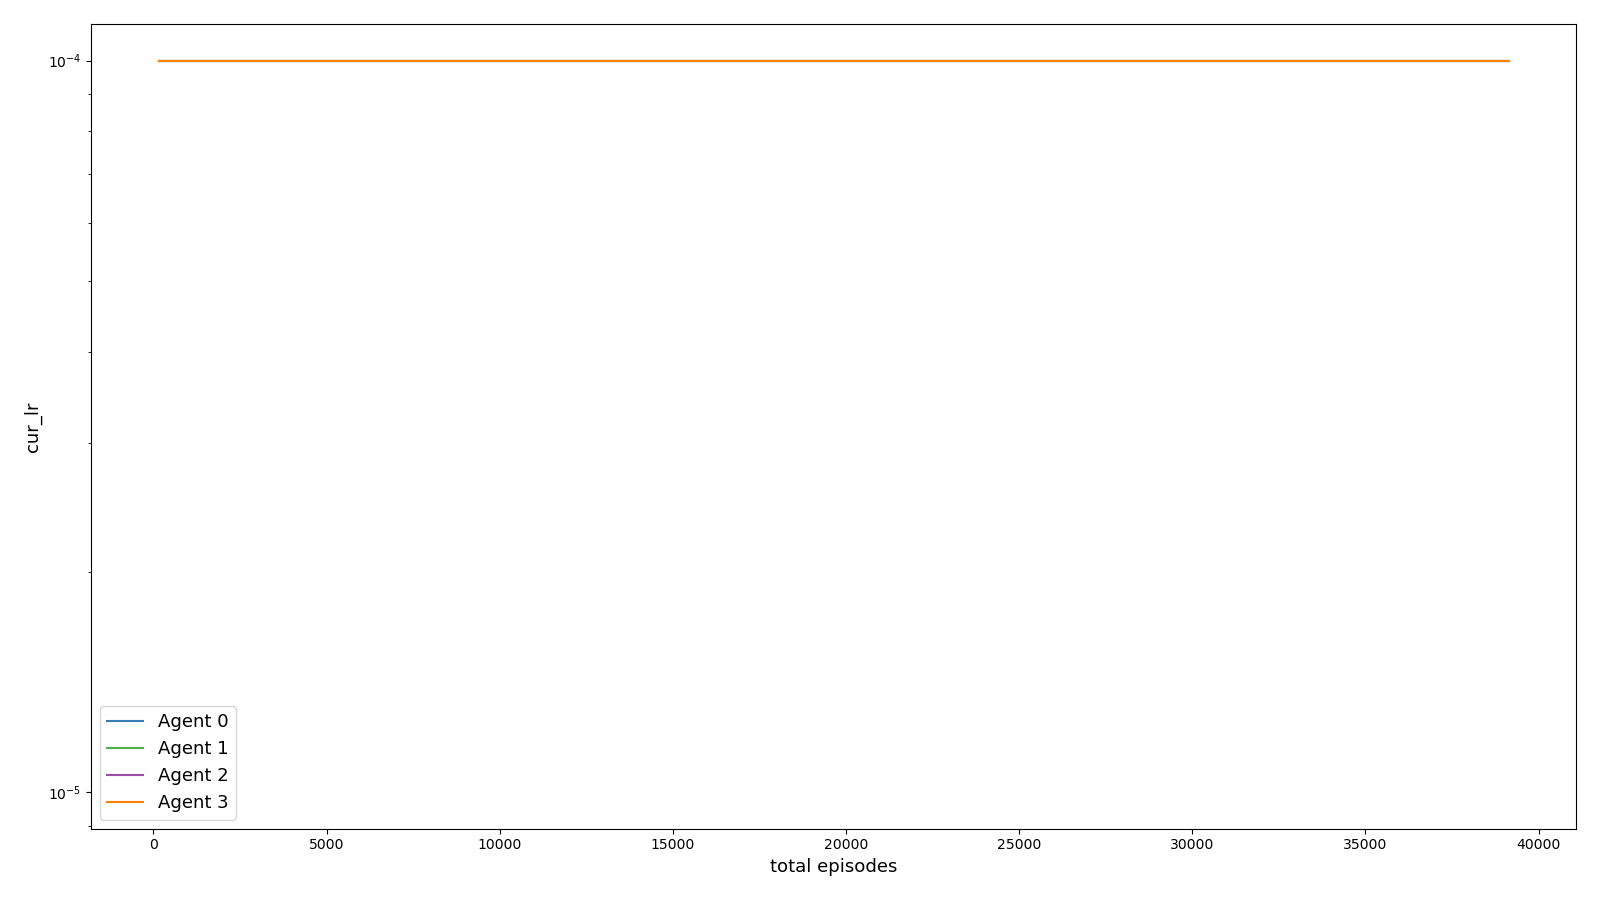 10⁻⁴
10⁻⁵
cur_lr
Agent 0
Agent 1
Agent 2
Agent 3
0 5000 10000 15000 20000 25000 30000 35000 40000
total episodes